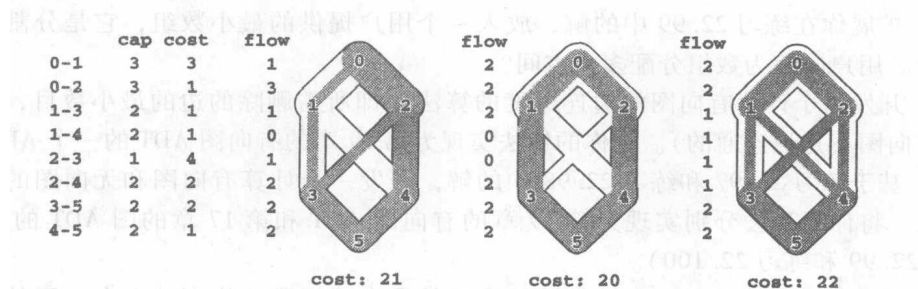 cap cost flow flow flow
0-1 3 3 1 2 2
0-2 3 1 3 2 2
1-3 2 1 1 2 1
1-4 2 1 0 0 1
2-3 1 4 1 0 1
2-4 2 2 2 2 1
3-5 2 2 2 2 2
4-5 2 1 2 2 2
0 0 0
1 2 1 2 1 2
3 4 3 4 3 4
5 5 5
cost: 21 cost: 20 cost: 22